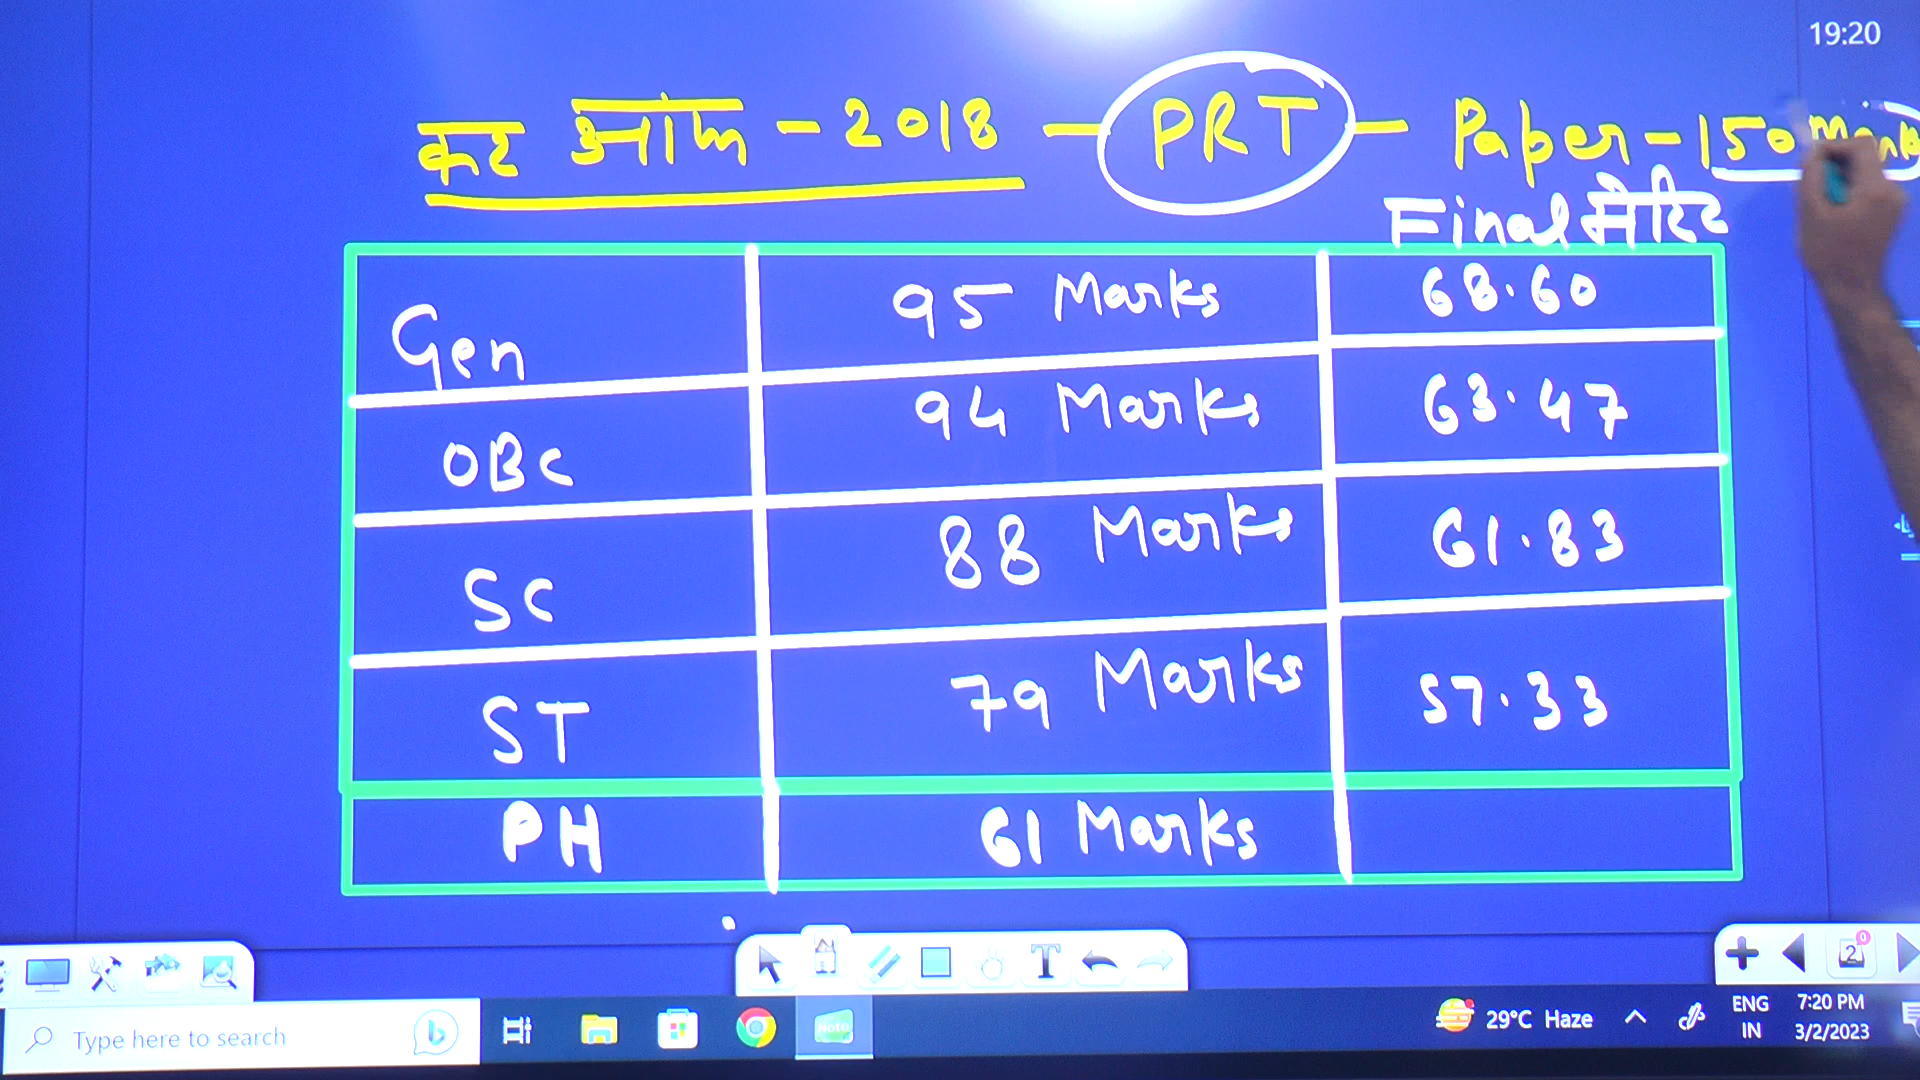 19:20
कट ऑफ - 2018 - PRT - Paper - 150 Marks
Final मैरिट
Gen 95 Marks 68.60
OBC 94 Marks 63.47
SC 88 Marks 61.83
ST 79 Marks 57.33
PH 61 Marks
T
2 0
Type here to search
29°C Haze
ENG 7:20 PM
IN 3/2/2023